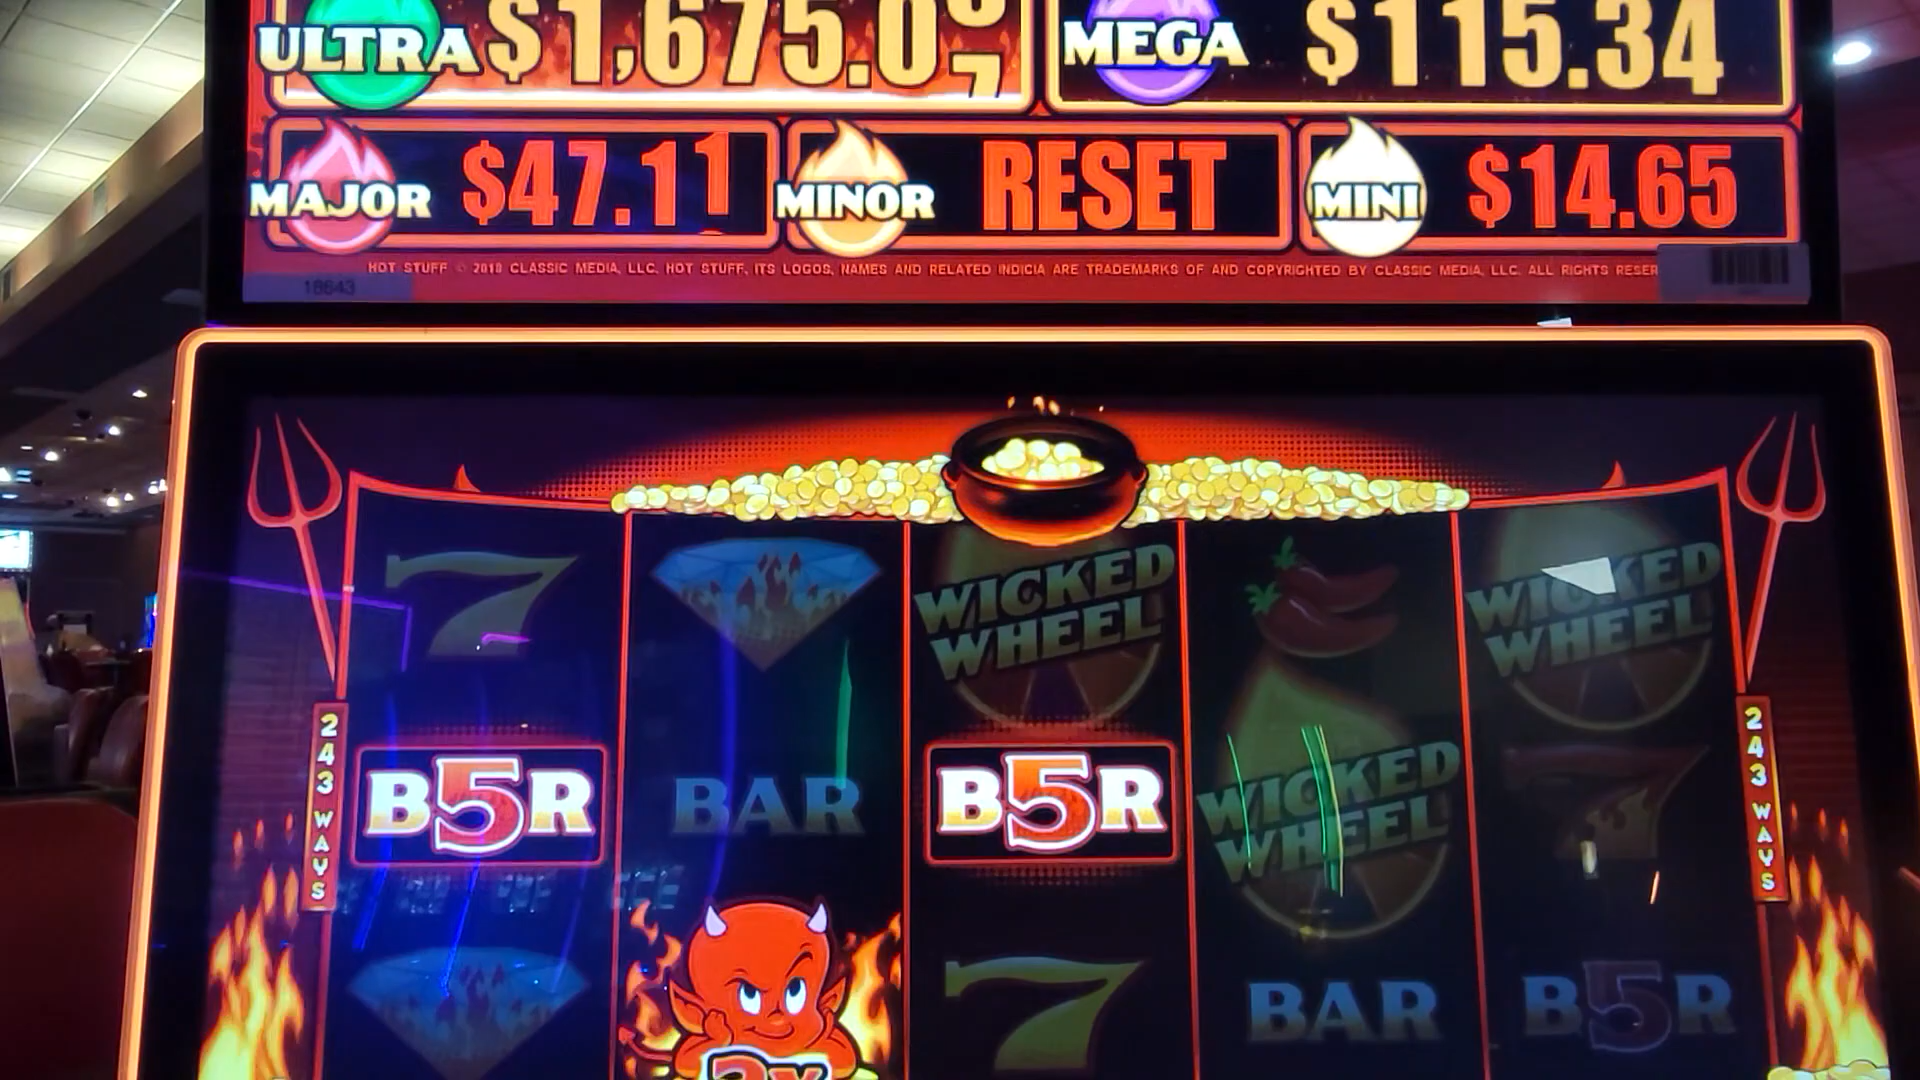 ULTRA $1,675.0
MEGA $115.34
MAJOR $47.11
MINOR RESET
MINI $14.65
HOT STUFF © 2018 CLASSIC MEDIA, LLC. HOT STUFF, ITS LOGOS, NAMES AND RELATED INDICIA ARE TRADEMARKS OF AND COPYRIGHTED BY CLASSIC MEDIA, LLC. ALL RIGHTS RESER
18643
7
WICKED
WHEEL
WICKED
WHEEL
243 WAYS
B5R
BAR
B5R
WICKED
WHEEL
7
243 WAYS
7
BAR
B5R